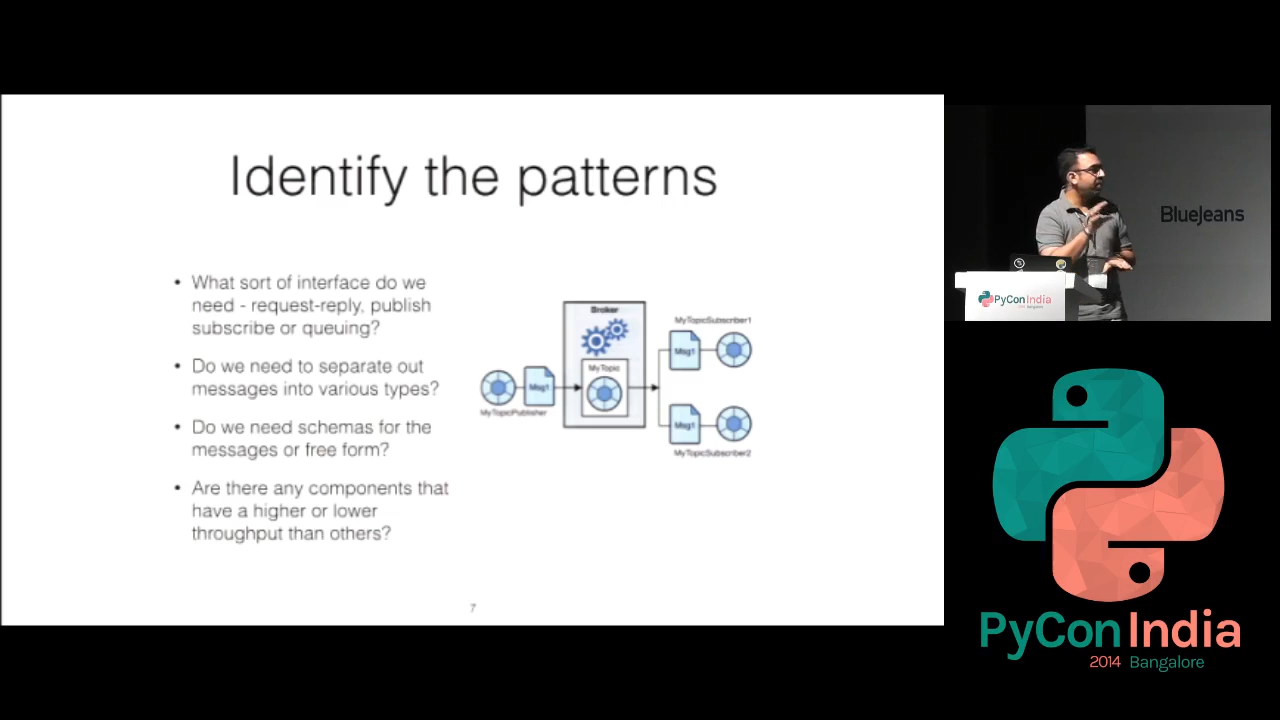 Identify the patterns
• What sort of interface do we
need - request-reply, publish
subscribe or queuing?
• Do we need to separate out
messages into various types?
• Do we need schemas for the
messages or free form?
• Are there any components that
have a higher or lower
throughput than others?
Broker
MyTopic
Msg1
MyTopicPublisher
MyTopicSubscriber1
Msg1
Msg1
MyTopicSubscriber2
7
BlueJeans
PyCon India
PyCon India
2014 Bangalore